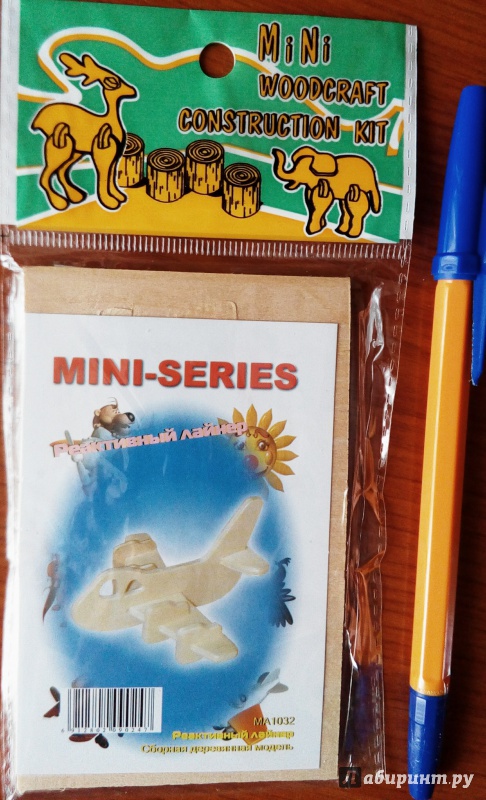 MiNi
WOODCRAFT
CONSTRUCTION KIT
MINI-SERIES
Реактивный лайнер
MA1032
Реактивный лайнер
Сборная деревянная модель
Лабиринт.ру